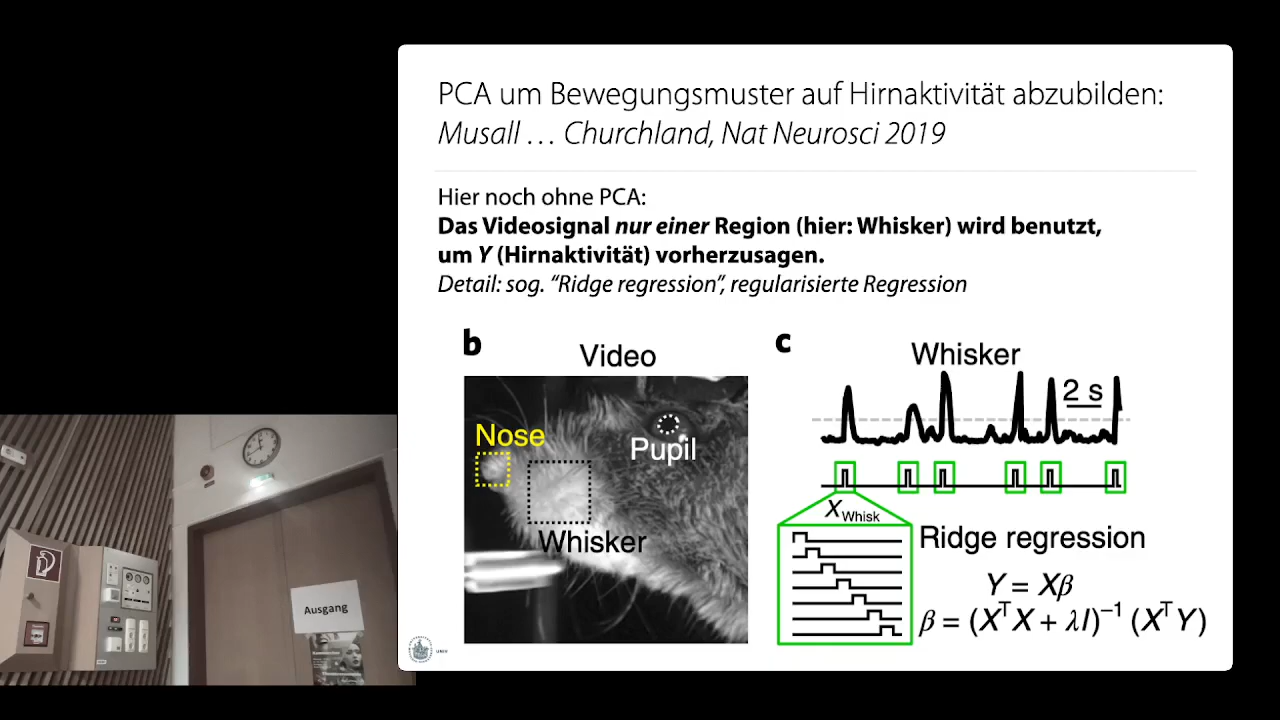 PCA um Bewegungsmuster auf Hirnaktivität abzubilden:
Musall … Churchland, Nat Neurosci 2019
Hier noch ohne PCA:
Das Videosignal nur einer Region (hier: Whisker) wird benutzt,
um Y (Hirnaktivität) vorherzusagen.
Detail: sog. “Ridge regression”, regularisierte Regression
b
Video
Nose
Pupil
Whisker
c
Whisker
2 s
X_Whisk
Ridge regression
Y = Xβ
β = (XᵀX + λI)⁻¹ (XᵀY)
Ausgang